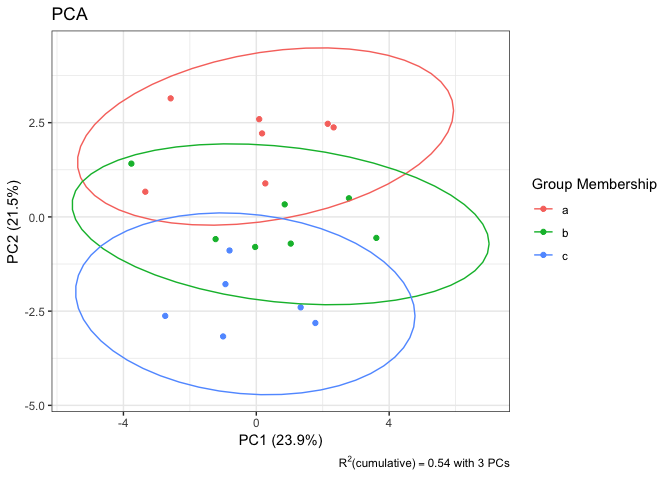 PCA
PC2 (21.5%)
2.5
0.0
-2.5
-5.0
-4
0
4
PC1 (23.9%)
R²(cumulative) = 0.54 with 3 PCs
Group Membership
a
b
c